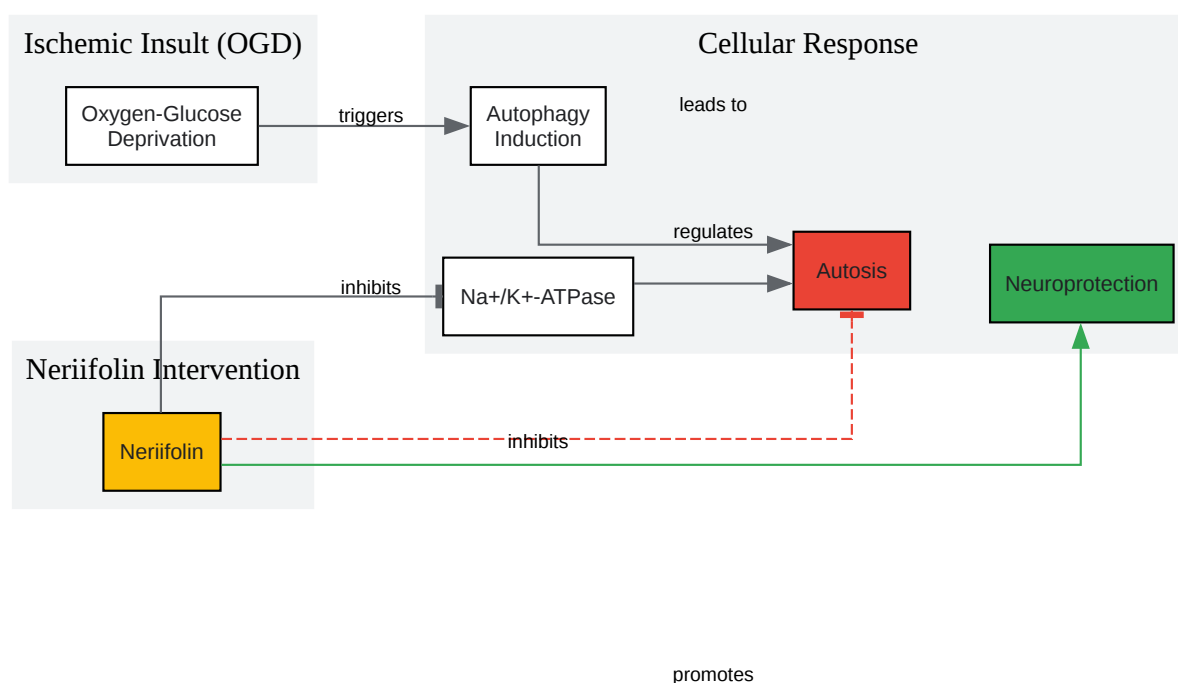 Ischemic Insult (OGD)
Cellular Response
Oxygen-Glucose
Deprivation
triggers
Autophagy
Induction
leads to
regulates
Autosis
Neuroprotection
inhibits
Na+/K+-ATPase
Neriifolin Intervention
Neriifolin
inhibits
promotes